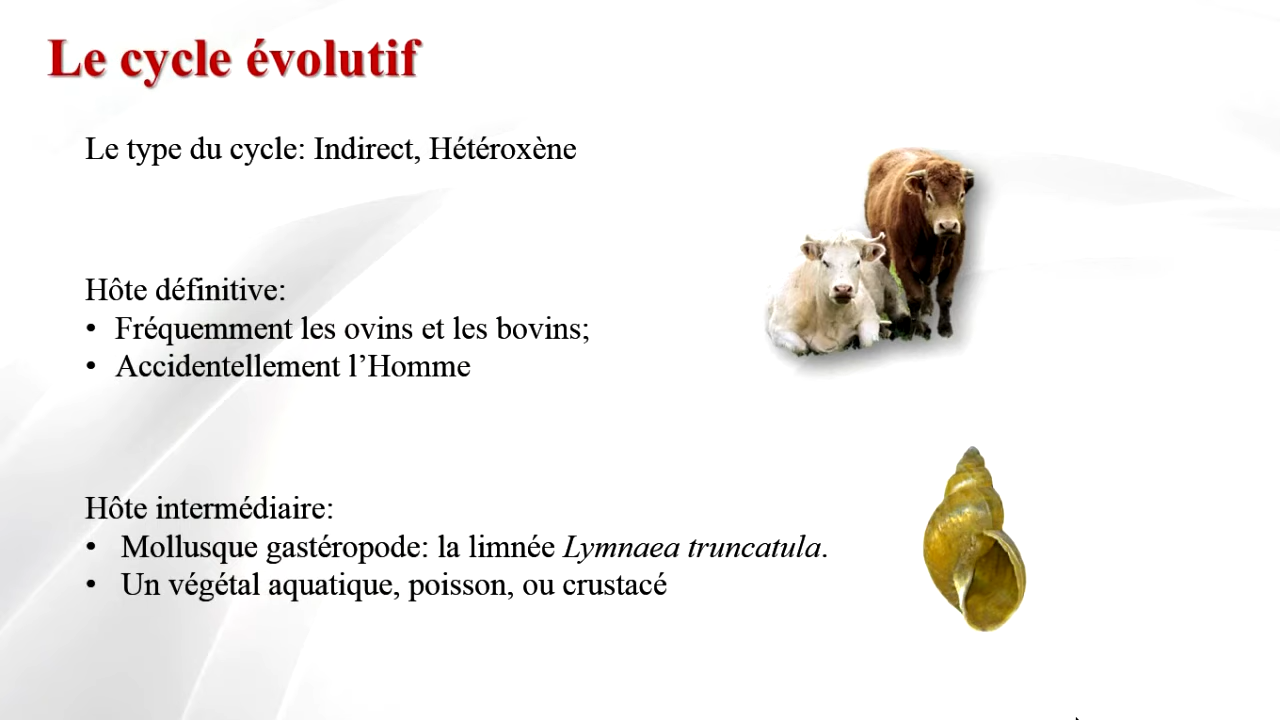 Le cycle évolutif
Le type du cycle: Indirect, Hétéroxène
Hôte définitive:
• Fréquemment les ovins et les bovins;
• Accidentellement l’Homme
Hôte intermédiaire:
• Mollusque gastéropode: la limnée Lymnaea truncatula.
• Un végétal aquatique, poisson, ou crustacé